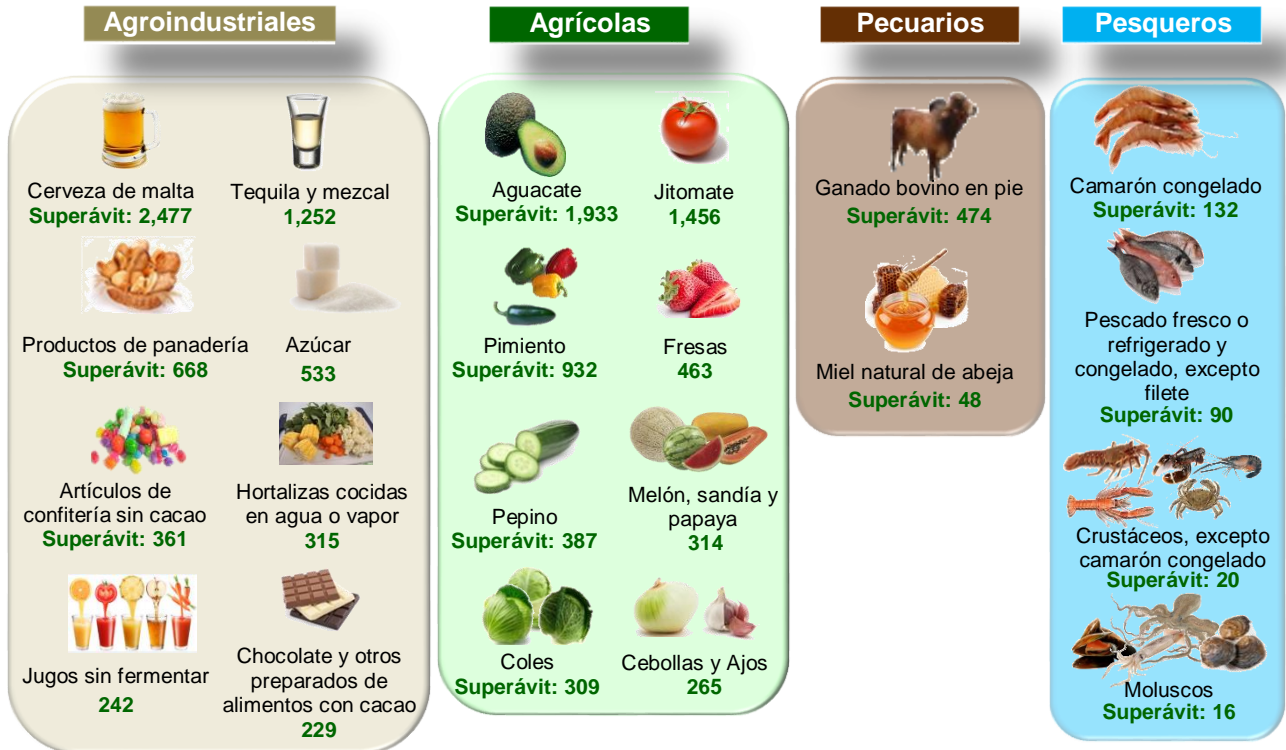 Agroindustriales
Cerveza de malta
Superávit: 2,477
Tequila y mezcal
1,252
Productos de panadería
Superávit: 668
Azúcar
533
Artículos de
confitería sin cacao
Superávit: 361
Hortalizas cocidas
en agua o vapor
315
Jugos sin fermentar
242
Chocolate y otros
preparados de
alimentos con cacao
229
Agrícolas
Aguacate
Superávit: 1,933
Jitomate
1,456
Pimiento
Superávit: 932
Fresas
463
Pepino
Superávit: 387
Melón, sandía y
papaya
314
Coles
Superávit: 309
Cebollas y Ajos
265
Pecuarios
Ganado bovino en pie
Superávit: 474
Miel natural de abeja
Superávit: 48
Pesqueros
Camarón congelado
Superávit: 132
Pescado fresco o
refrigerado y
congelado, excepto
filete
Superávit: 90
Crustáceos, excepto
camarón congelado
Superávit: 20
Moluscos
Superávit: 16